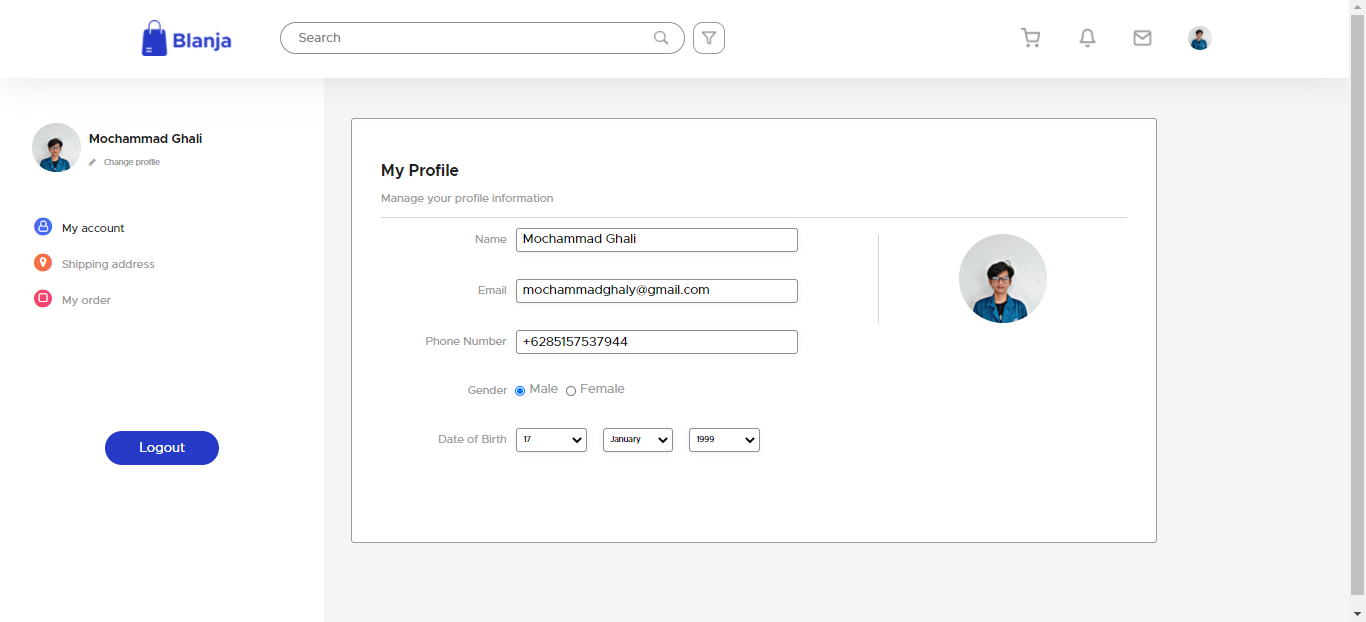 Blanja
Search
Mochammad Ghali
Change profile
My account
Shipping address
My order
Logout
My Profile
Manage your profile information
Name Mochammad Ghali
Email mochammadghaly@gmail.com
Phone Number +6285157537944
Gender Male Female
Date of Birth 17 January 1999